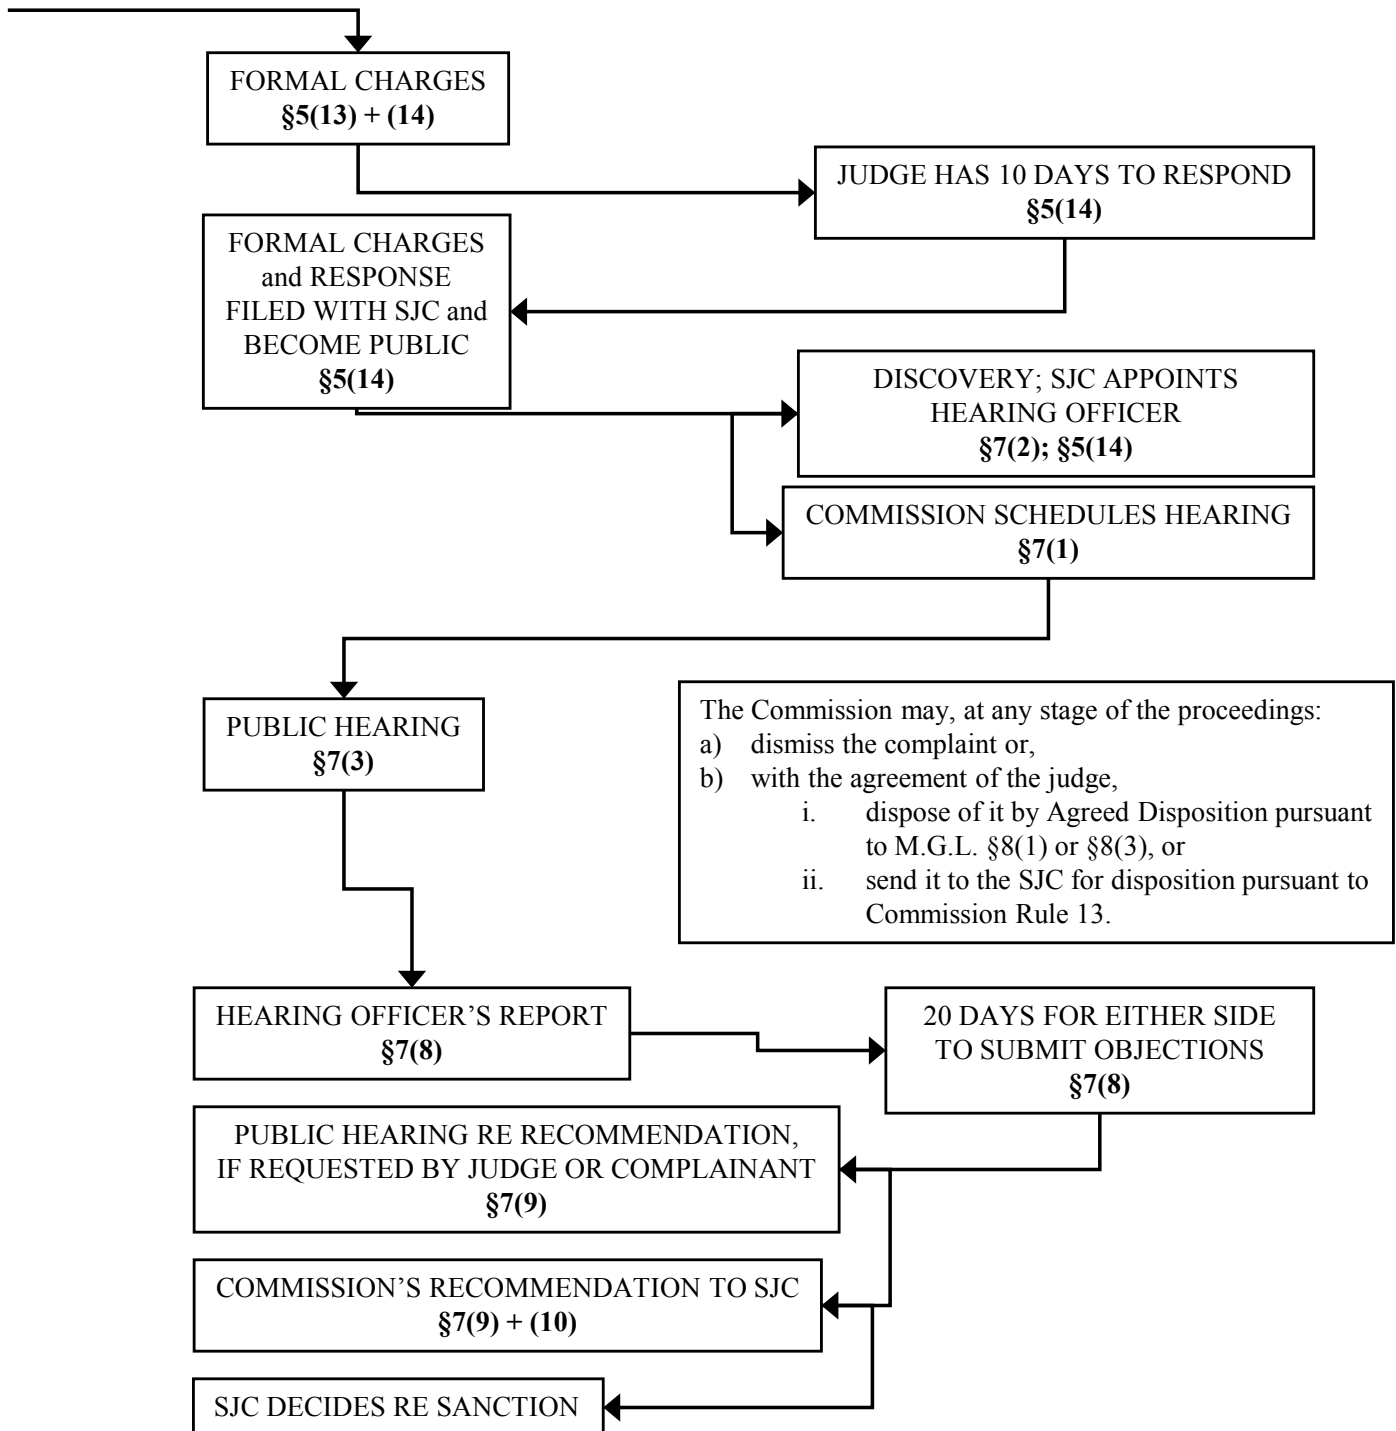 FORMAL CHARGES
§5(13) + (14)
JUDGE HAS 10 DAYS TO RESPOND
§5(14)
FORMAL CHARGES
and RESPONSE
FILED WITH SJC and
BECOME PUBLIC
§5(14)
DISCOVERY; SJC APPOINTS
HEARING OFFICER
§7(2); §5(14)
COMMISSION SCHEDULES HEARING
§7(1)
PUBLIC HEARING
§7(3)
The Commission may, at any stage of the proceedings:
a) dismiss the complaint or,
b) with the agreement of the judge,
i. dispose of it by Agreed Disposition pursuant
to M.G.L. §8(1) or §8(3), or
ii. send it to the SJC for disposition pursuant to
Commission Rule 13.
HEARING OFFICER’S REPORT
§7(8)
20 DAYS FOR EITHER SIDE
TO SUBMIT OBJECTIONS
§7(8)
PUBLIC HEARING RE RECOMMENDATION,
IF REQUESTED BY JUDGE OR COMPLAINANT
§7(9)
COMMISSION’S RECOMMENDATION TO SJC
§7(9) + (10)
SJC DECIDES RE SANCTION